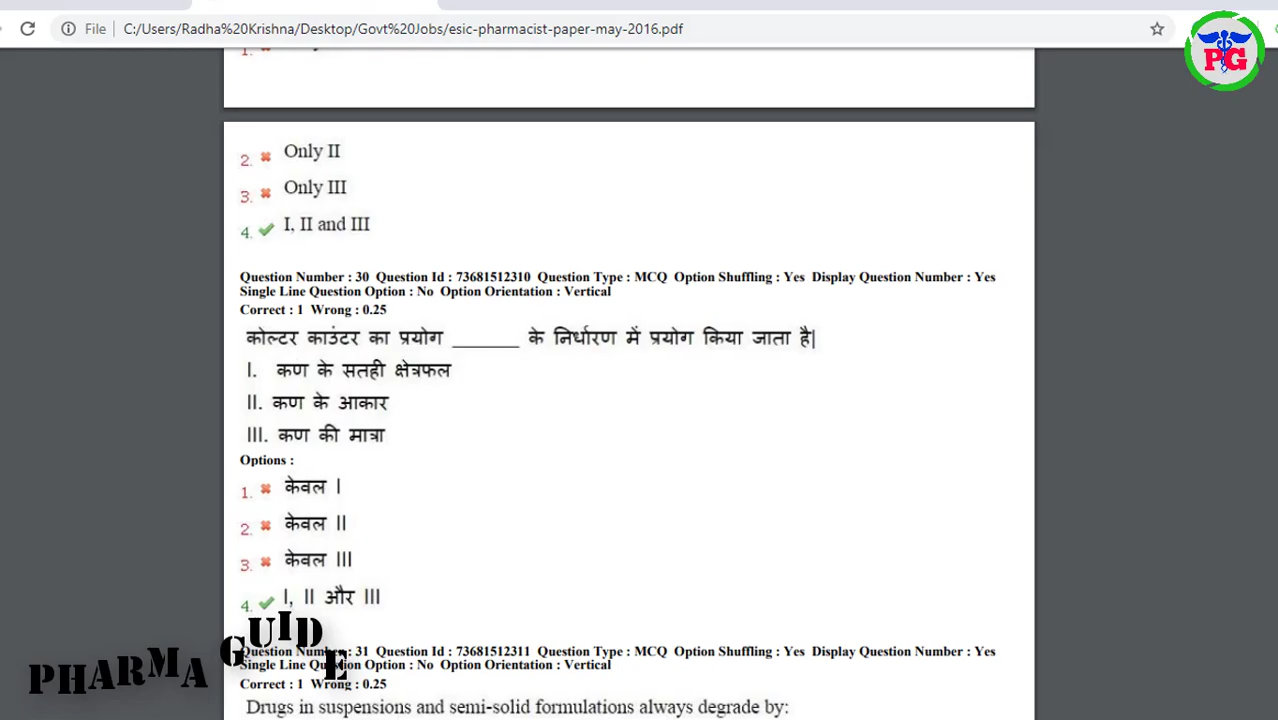 File
C:/Users/Radha%20Krishna/Desktop/Govt%20Jobs/esic-pharmacist-paper-may-2016.pdf
PG
1.
2. Only II
3. Only III
4. I, II and III
Question Number : 30 Question Id : 73681512310 Question Type : MCQ Option Shuffling : Yes Display Question Number : Yes
Single Line Question Option : No Option Orientation : Vertical
Correct : 1 Wrong : 0.25
कोल्टर काउंटर का प्रयोग _______ के निर्धारण में प्रयोग किया जाता है|
I. कण के सतही क्षेत्रफल
II. कण के आकार
III. कण की मात्रा
Options :
1. केवल I
2. केवल II
3. केवल III
4. I, II और III
Question Number : 31 Question Id : 73681512311 Question Type : MCQ Option Shuffling : Yes Display Question Number : Yes
Single Line Question Option : No Option Orientation : Vertical
Correct : 1 Wrong : 0.25
Drugs in suspensions and semi-solid formulations always degrade by:
PHARMA GUIDE